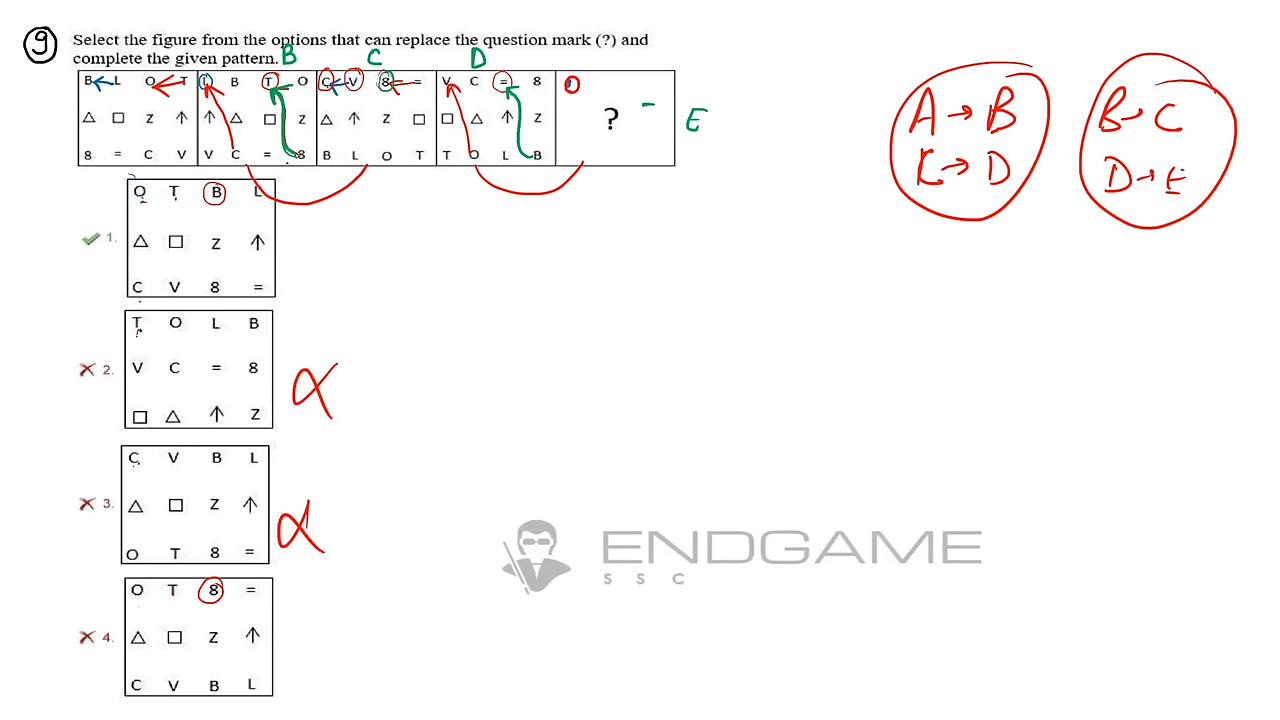 9 Select the figure from the options that can replace the question mark (?) and
complete the given pattern.
B C D
B L O T L B T O C V 8 = V C = 8 0
△ □ Z ↑ ↑ △ □ Z △ ↑ Z □ □ △ ↑ Z ? - E
8 = C V V C = 8 B L O T T O L B
A → B B → C
K → D D → E
O T B L
1. △ □ Z ↑
C V 8 =
T O L B
2. V C = 8
□ △ ↑ Z
C V B L
3. △ □ Z ↑
O T 8 =
O T 8 =
4. △ □ Z ↑
C V B L
ENDGAME
SSC